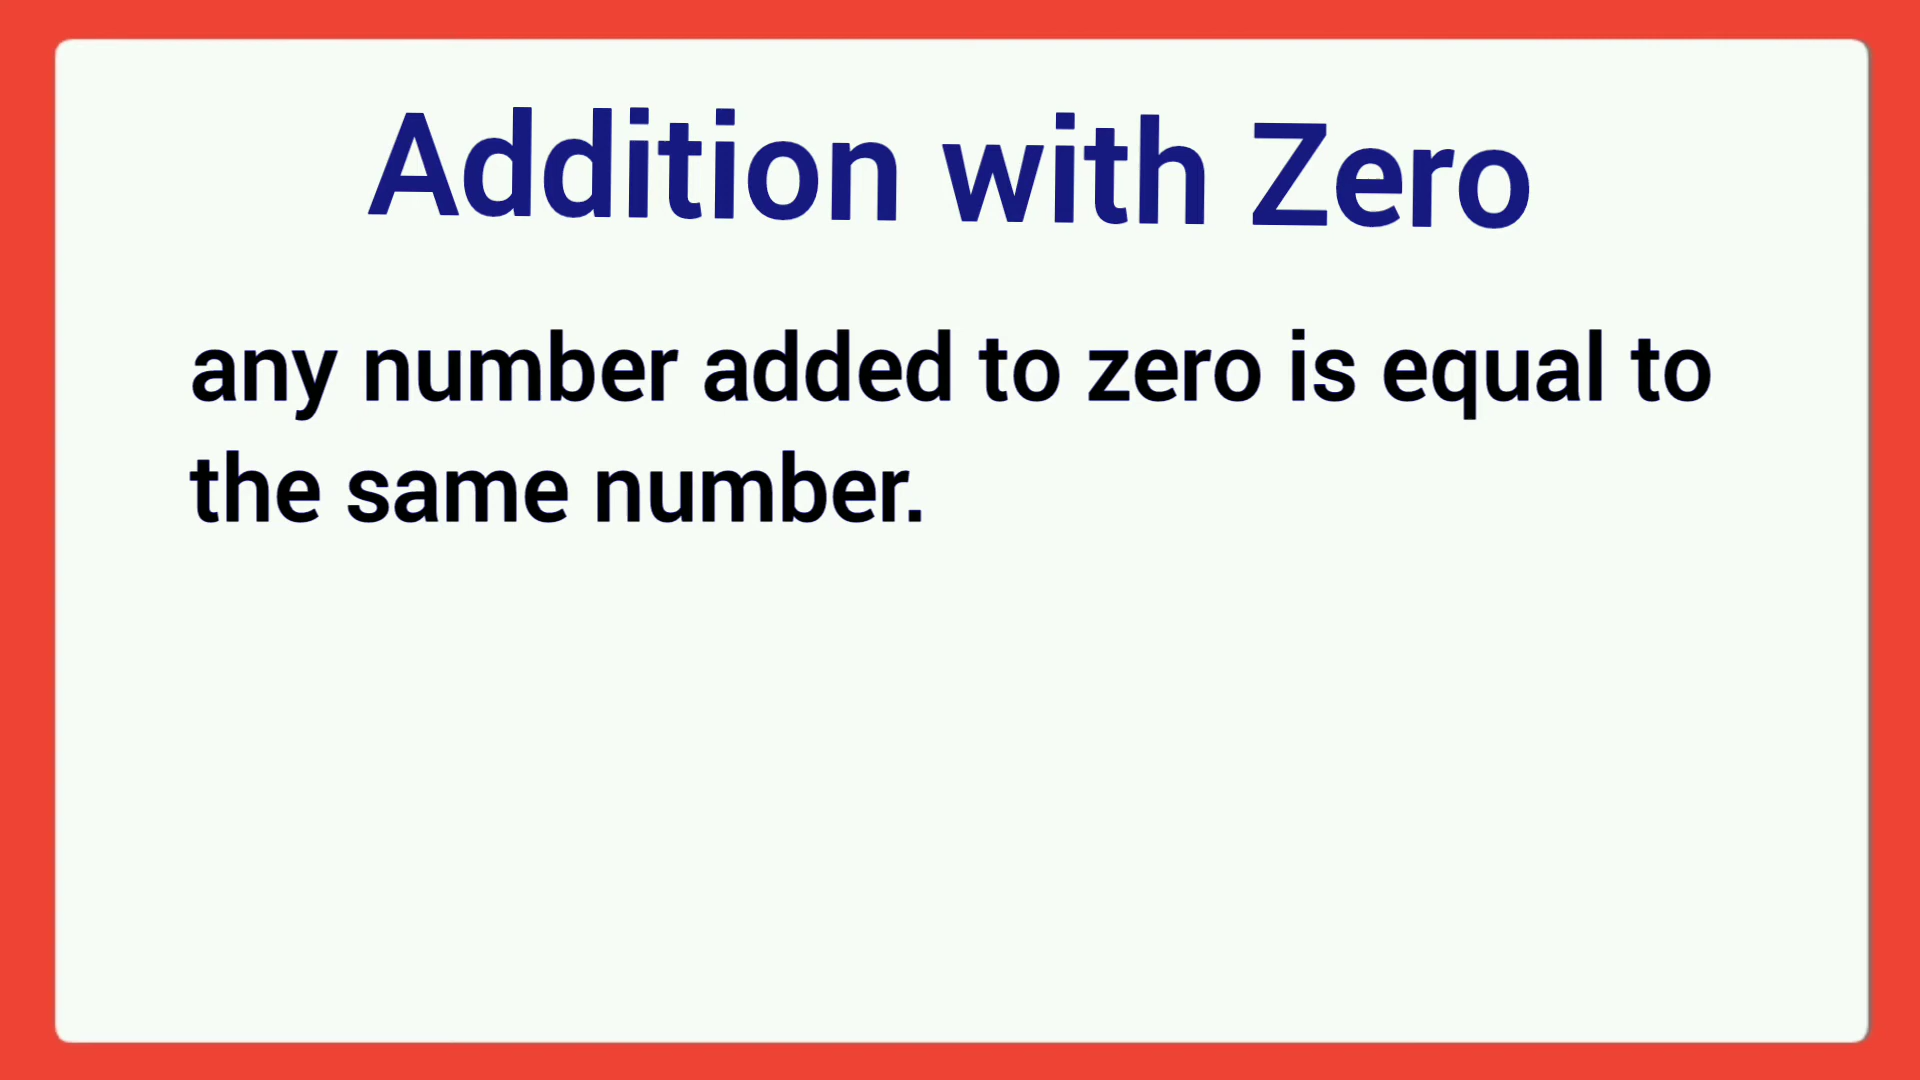 Addition with Zero
any number added to zero is equal to
the same number.